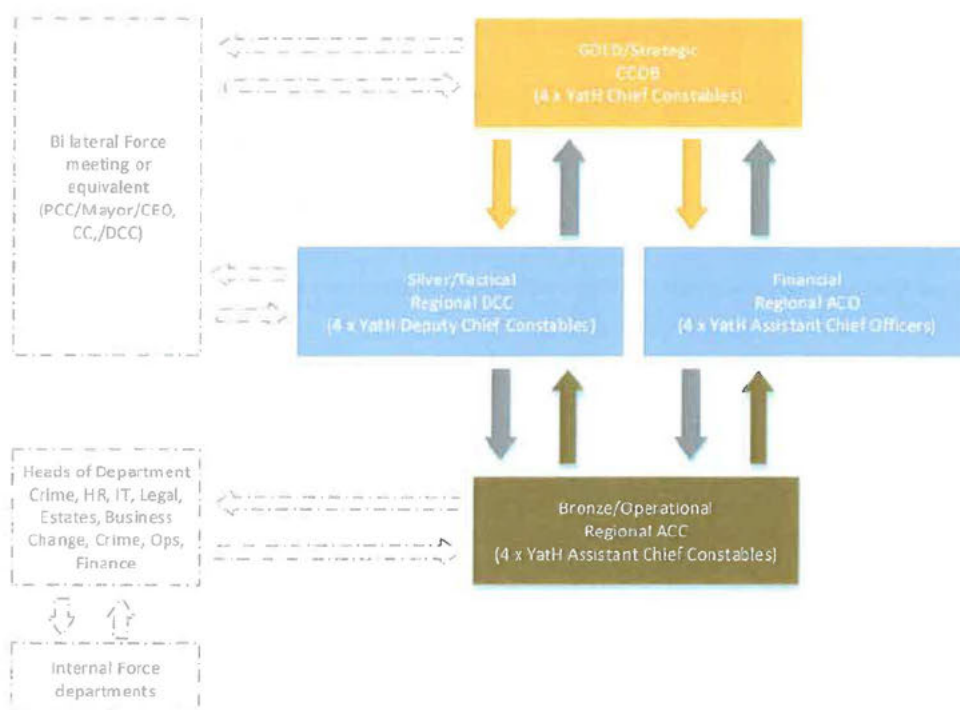 GOLD/Strategic
CCDB
(4 x YatH Chief Constables)
Bi lateral Force
meeting or
equivalent
(PCC/Mayor/CEO,
CC,/DCC)
Silver/Tactical
Regional DCC
(4 x YatH Deputy Chief Constables)
Financial
Regional ACO
(4 x YatH Assistant Chief Officers)
Heads of Department
Crime, HR, IT, Legal,
Estates, Business
Change, Crime, Ops,
Finance
Bronze/Operational
Regional ACC
(4 x YatH Assistant Chief Constables)
Internal Force
departments